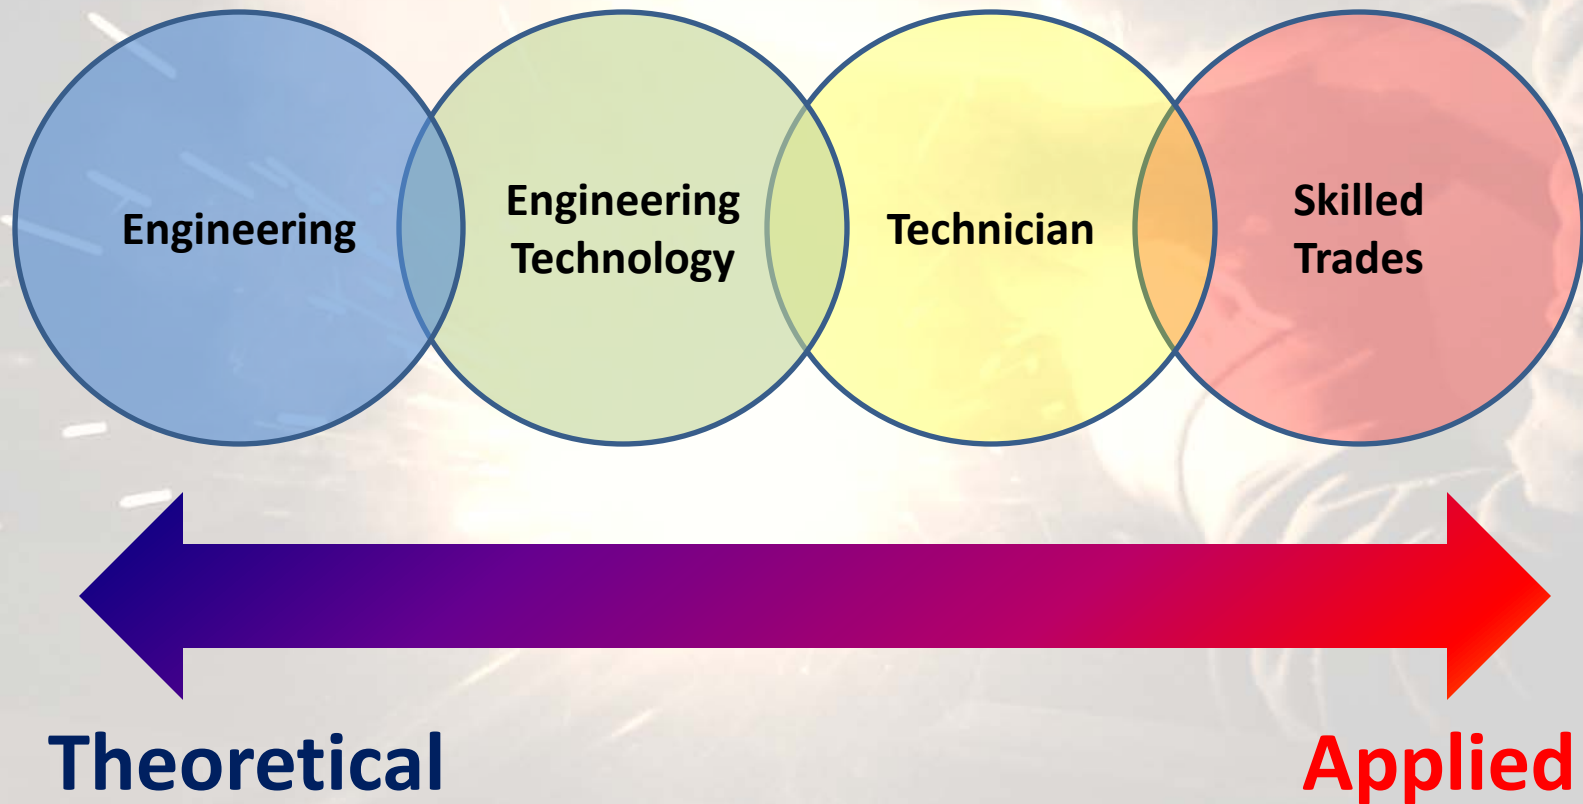 Engineering
Engineering
Technology
Technician
Skilled
Trades
Theoretical
Applied